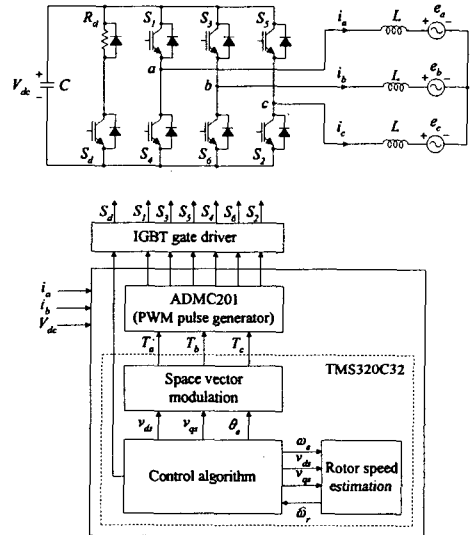 R_d S_1 S_3 S_5 i_a L e_a
+ − +
V_dc C a
b i_b L e_b
− + −
c i_c L e_c
S_d S_4 S_6 S_2 + −
S_d S_1 S_3 S_5 S_4 S_6 S_2
IGBT gate driver
i_a
i_b
V_dc
ADMC201
(PWM pulse generator)
T_a T_b T_c
TMS320C32
Space vector
modulation
v_ds v_qs θ_e
Control algorithm
ω_e
v_ds
v_qs
ω̂_r
Rotor speed
estimation